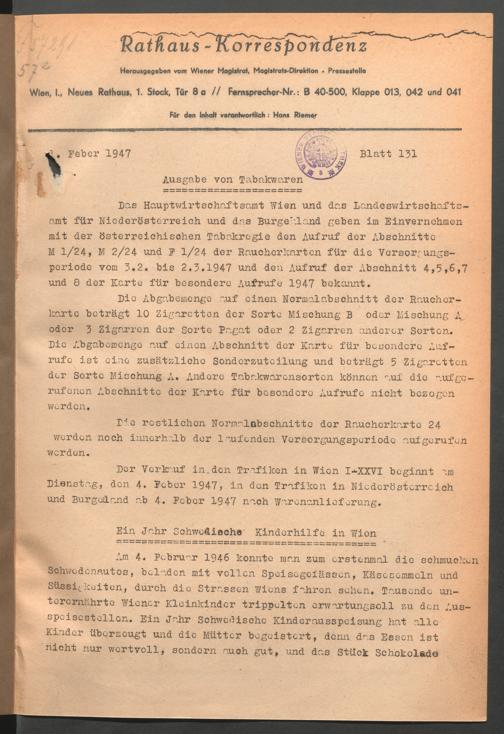 Rathaus-Korrespondenz
Herausgegeben vom Wiener Magistrat, Magistrats-Direktion - Pressestelle
Wien, I., Neues Rathaus, 1. Stock, Tür 8a // Fernsprecher-Nr.: B 40-500, Klappe 013, 042 und 041
Für den Inhalt verantwortlich: Hans Riemer
. Feber 1947 Blatt 131
Ausgabe von Tabakwaren
Das Hauptwirtschaftsamt Wien und das Landeswirtschafts-
amt für Niederösterreich und das Burgenland geben im Einvernehmen
mit der österreichischen Tabakregie den Aufruf der Abschnitte
M 1/24, M 2/24 und F 1/24 der Raucherkarten für die Versorgungs-
periode vom 3.2. bis 2.3.1947 und den Aufruf der Abschnitt 4,5,6,7
und 8 der Karte für besondere Aufrufe 1947 bekannt.
Die Abgabemenge auf einen Normalabschnitt der Raucher-
karte beträgt 10 Zigaretten der Sorte Mischung B oder Mischung A
oder 3 Zigarren der Sorte Pagat oder 2 Zigarren anderer Sorten.
Die Abgabemenge auf einen Abschnitt der Karte für besondere Auf-
rufe ist eine zusätzliche Sonderzuteilung und beträgt 5 Zigaretten
der Sorte Mischung A. Andere Tabakwarensorten können auf die aufge-
rufenen Abschnitte der Karte für besondere Aufrufe nicht bezogen
werden.
Die restlichen Normalabschnitte der Raucherkarte 24
werden noch innerhalb der laufenden Versorgungsperiode aufgerufen
werden.
Der Verkauf in den Trafiken in Wien I-XXVI beginnt am
Dienstag, den 4. Feber 1947, in den Trafiken in Niederösterreich
und Burgenland ab 4. Feber 1947 nach Warenanlieferung.
Ein Jahr Schwedische Kinderhilfe in Wien
Am 4. Februar 1946 konnte man zum erstenmal die schmucken
Schwedenautos, beladen mit vollen Speisegefässen, Käsesemmeln und
Süssigkeiten, durch die Strassen Wiens fahren sehen. Tausende un-
terernährte Wiener Kleinkinder trippelten erwartungsvoll zu den Aus-
speisestellen. Ein Jahr Schwedische Kinderausspeisung hat alle
Kinder überzeugt und die Mütter begeistert, denn das Essen ist
nicht nur wertvoll, sondern auch gut, und das Stück Schokolade